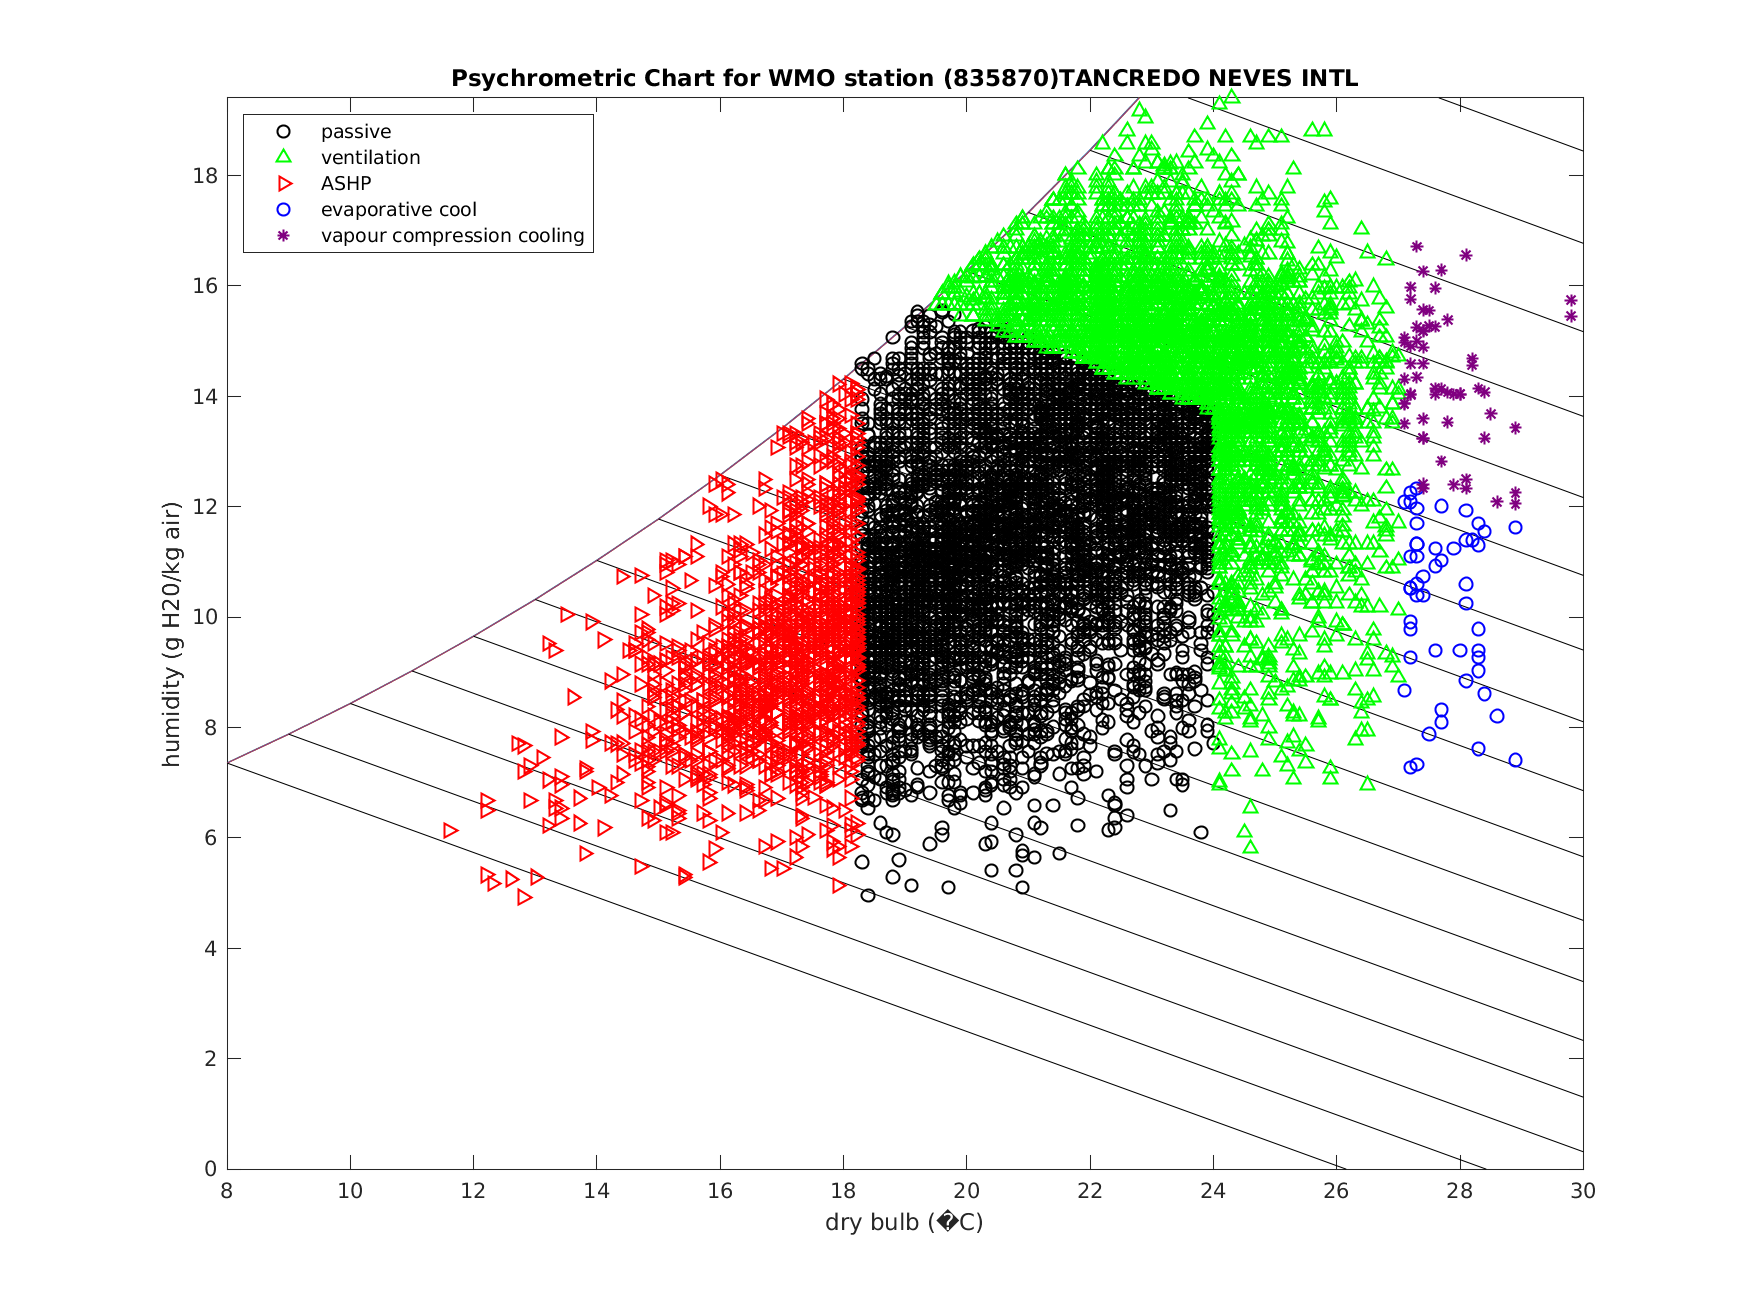 Psychrometric Chart for WMO station (835870)TANCREDO NEVES INTL
passive
ventilation
ASHP
evaporative cool
vapour compression cooling
humidity (g H20/kg air)
18
16
14
12
10
8
6
4
2
0
8 10 12 14 16 18 20 22 24 26 28 30
dry bulb (�C)